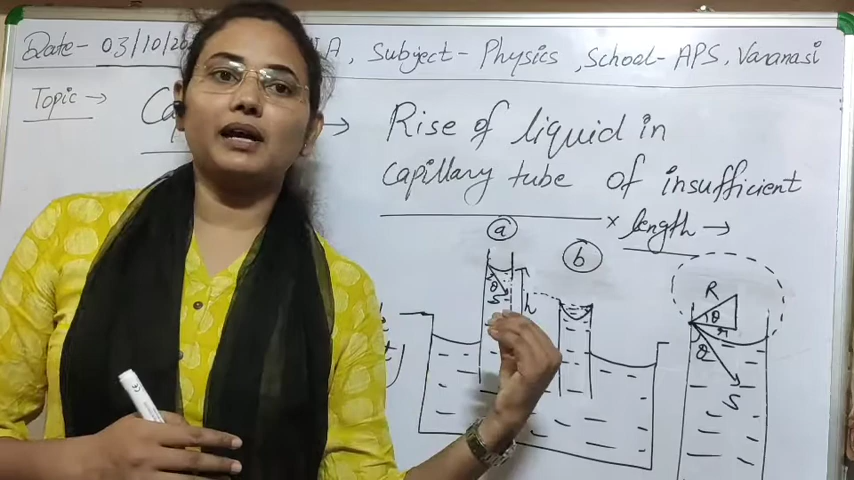 Date - 03/10/20 A, Subject - Physics, School - APS, Varanasi
Topic →
→ Rise of liquid in
capillary tube of insufficient
length →
a
b
R
θ
θ
r
S
h
θ
S